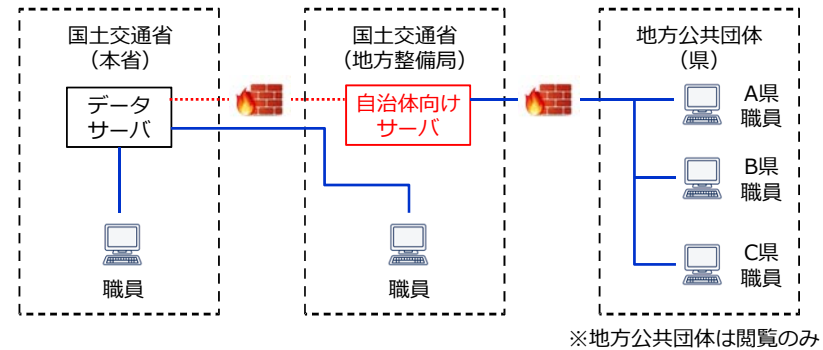 国土交通省
（本省）
データ
サーバ
職員
国土交通省
（地方整備局）
自治体向け
サーバ
職員
地方公共団体
（県）
A県
職員
B県
職員
C県
職員
※地方公共団体は閲覧のみ